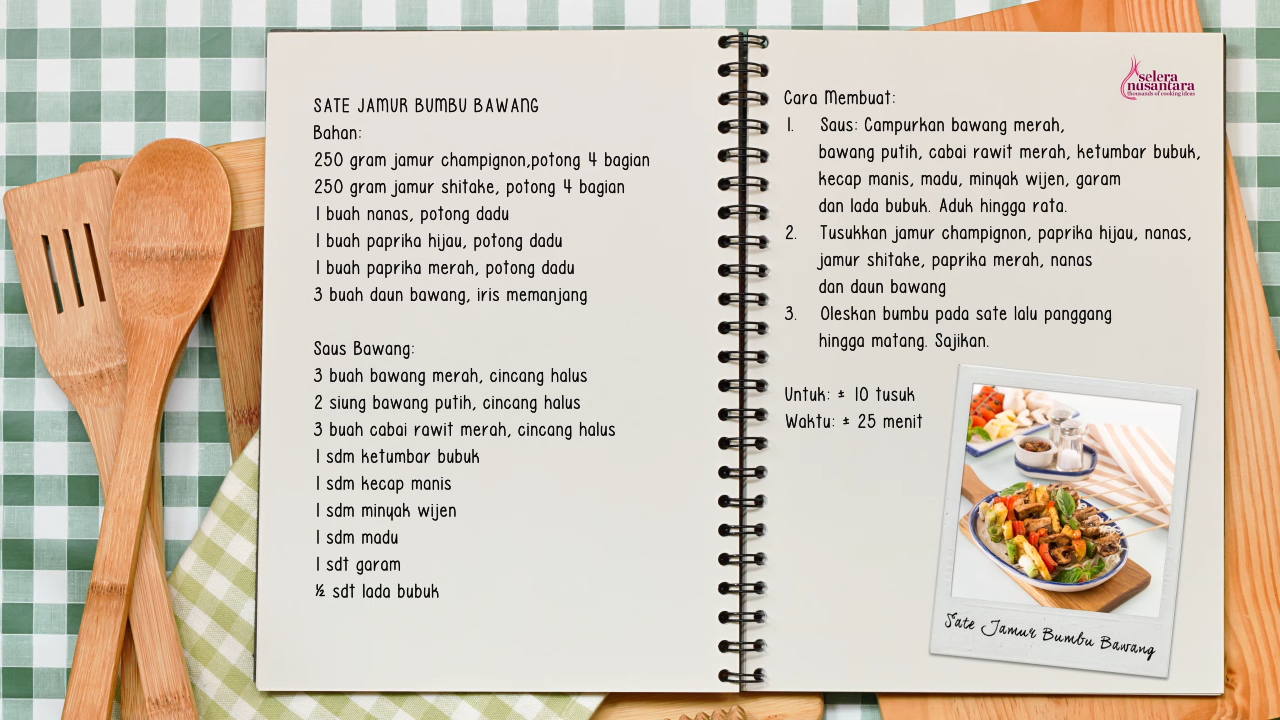 SATE JAMUR BUMBU BAWANG
Bahan:
250 gram jamur champignon,potong 4 bagian
250 gram jamur shitake, potong 4 bagian
1 buah nanas, potong dadu
1 buah paprika hijau, potong dadu
1 buah paprika merah, potong dadu
3 buah daun bawang, iris memanjang
Saus Bawang:
3 buah bawang merah, cincang halus
2 siung bawang putih, cincang halus
3 buah cabai rawit merah, cincang halus
1 sdm ketumbar bubuk
1 sdm kecap manis
1 sdm minyak wijen
1 sdm madu
1 sdt garam
½ sdt lada bubuk
selera
nusantara
thousands of cooking ideas
Cara Membuat:
1. Saus: Campurkan bawang merah,
bawang putih, cabai rawit merah, ketumbar bubuk,
kecap manis, madu, minyak wijen, garam
dan lada bubuk. Aduk hingga rata.
2. Tusukkan jamur champignon, paprika hijau, nanas,
jamur shitake, paprika merah, nanas
dan daun bawang
3. Oleskan bumbu pada sate lalu panggang
hingga matang. Sajikan.
Untuk: ± 10 tusuk
Waktu: ± 25 menit
Sate Jamur Bumbu Bawang